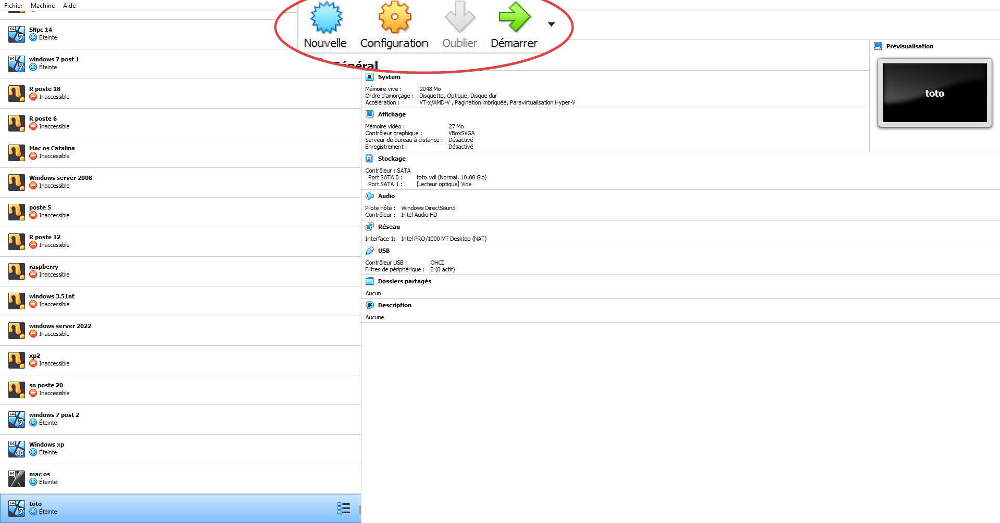 Fichier Machine Aide
SNpc 14
Éteinte
windows 7 post 1
Éteinte
R poste 18
Inaccessible
R poste 6
Inaccessible
Mac os Catalina
Inaccessible
Windows server 2008
Inaccessible
poste 5
Inaccessible
R poste 12
Inaccessible
raspberry
Inaccessible
windows 3.51nt
Inaccessible
windows server 2022
Inaccessible
xp2
Inaccessible
sn poste 20
Inaccessible
windows 7 post 2
Éteinte
Windows xp
Éteinte
mac os
Éteinte
toto
Éteinte
Nouvelle Configuration Oublier Démarrer
Général
System
Mémoire vive : 2048 Mo
Ordre d'amorçage : Disquette, Optique, Disque dur
Accélération : VT-x/AMD-V , Pagination imbriquée, Paravirtualisation Hyper-V
Affichage
Mémoire vidéo : 27 Mo
Contrôleur graphique : VBoxSVGA
Serveur de bureau à distance : Désactivé
Enregistrement : Désactivé
Stockage
Contrôleur : SATA
Port SATA 0 : toto.vdi (Normal, 10,00 Gio)
Port SATA 1 : [Lecteur optique] Vide
Audio
Pilote hôte : Windows DirectSound
Contrôleur : Intel Audio HD
Réseau
Interface 1: Intel PRO/1000 MT Desktop (NAT)
USB
Contrôleur USB : OHCI
Filtres de périphérique : 0 (0 actif)
Dossiers partagés
Aucun
Description
Aucune
Prévisualisation
toto